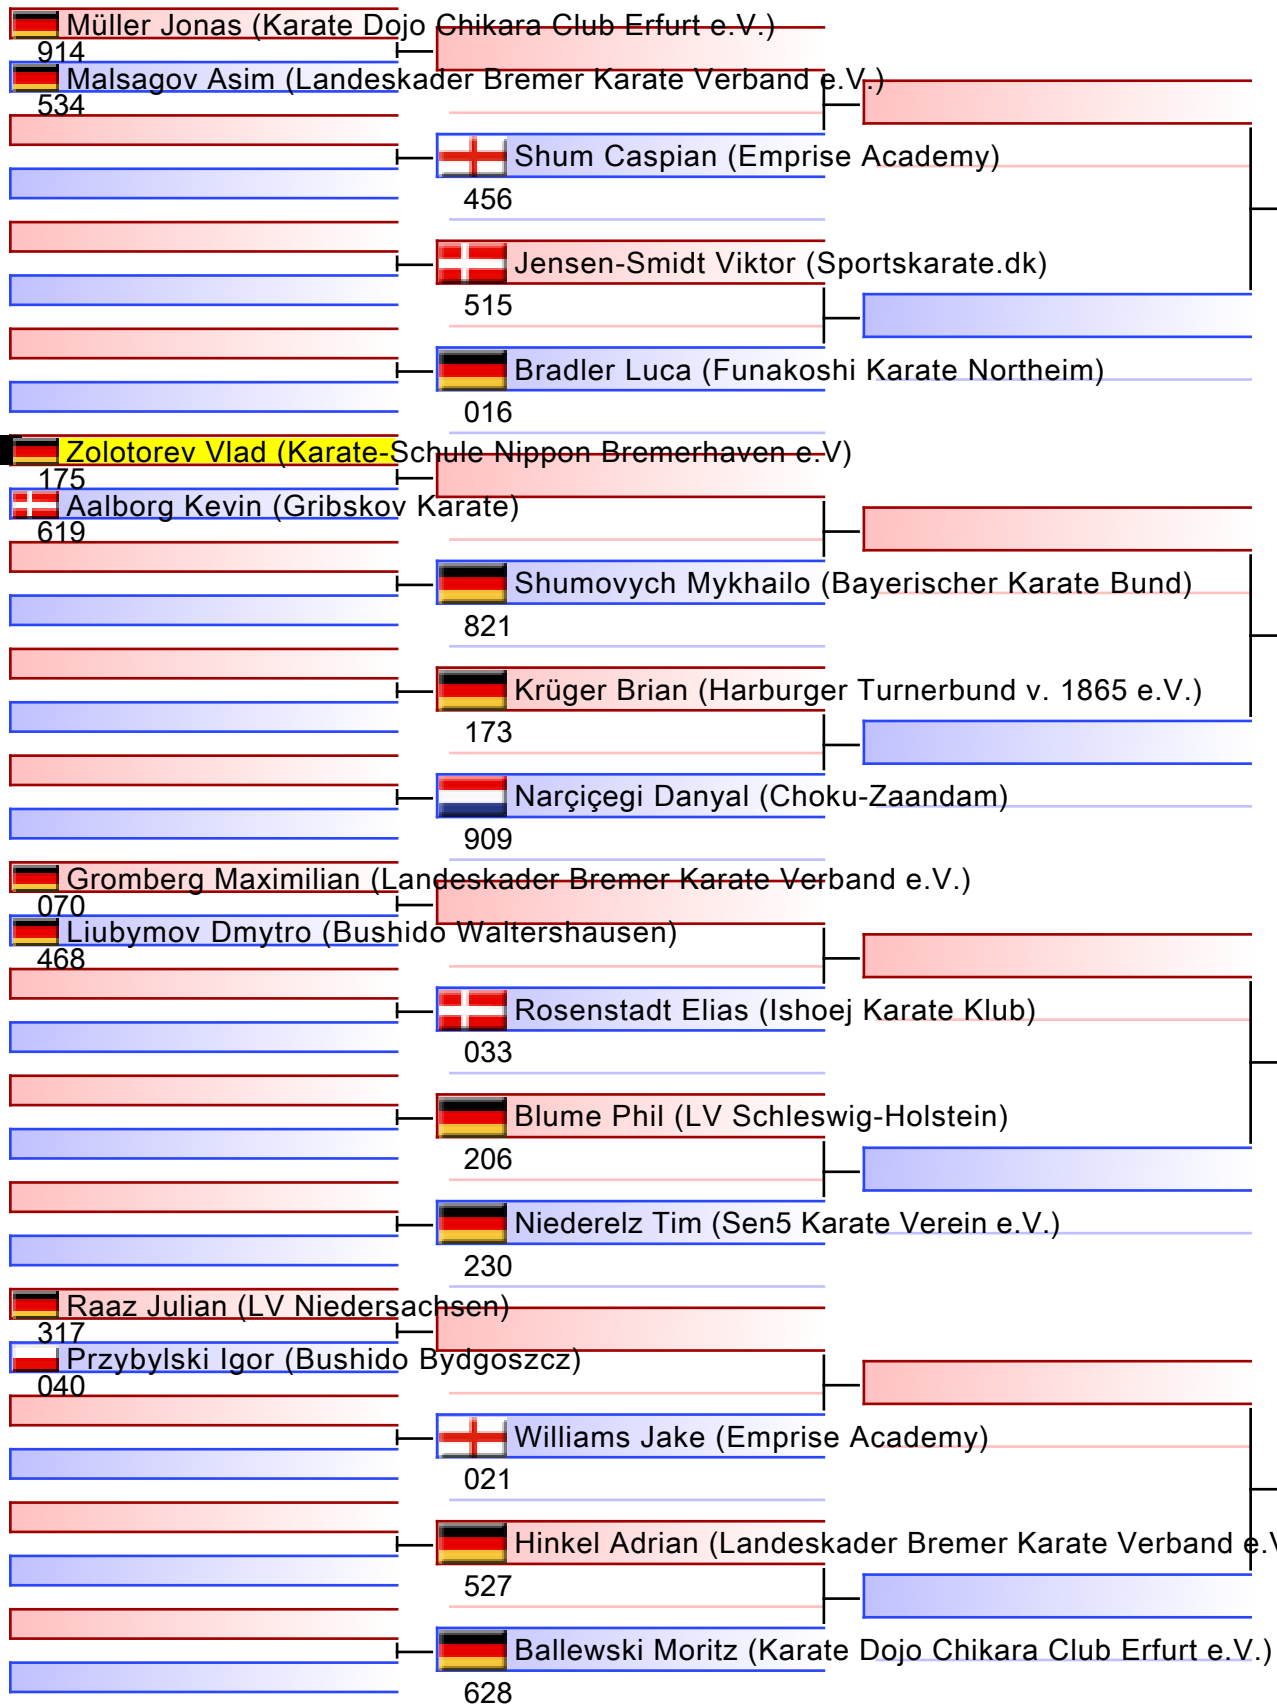 Müller Jonas (Karate Dojo Chikara Club Erfurt e.V.)
914
Malsagov Asim (Landeskader Bremer Karate Verband e.V.)
534
Shum Caspian (Emprise Academy)
456
Jensen-Smidt Viktor (Sportskarate.dk)
515
Bradler Luca (Funakoshi Karate Northeim)
016
Zolotorev Vlad (Karate-Schule Nippon Bremerhaven e.V)
175
Aalborg Kevin (Gribskov Karate)
619
Shumovych Mykhailo (Bayerischer Karate Bund)
821
Krüger Brian (Harburger Turnerbund v. 1865 e.V.)
173
Narçiçegi Danyal (Choku-Zaandam)
909
Gromberg Maximilian (Landeskader Bremer Karate Verband e.V.)
070
Liubymov Dmytro (Bushido Waltershausen)
468
Rosenstadt Elias (Ishoej Karate Klub)
033
Blume Phil (LV Schleswig-Holstein)
206
Niederelz Tim (Sen5 Karate Verein e.V.)
230
Raaz Julian (LV Niedersachsen)
317
Przybylski Igor (Bushido Bydgoszcz)
040
Williams Jake (Emprise Academy)
021
Hinkel Adrian (Landeskader Bremer Karate Verband e.V
527
Ballewski Moritz (Karate Dojo Chikara Club Erfurt e.V.)
628